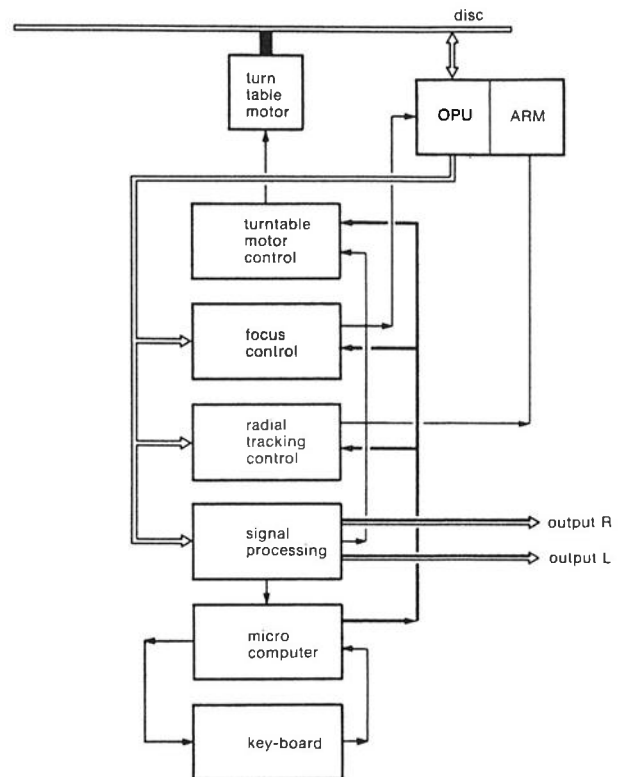 disc
turn
table
motor
OPU
ARM
turntable
motor
control
focus
control
radial
tracking
control
signal
processing
output R
output L
micro
computer
key-board